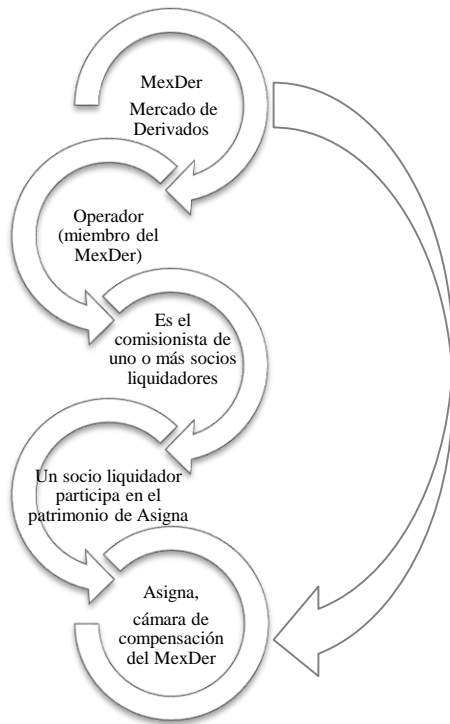 MexDer
Mercado de
Derivados
Operador
(miembro del
MexDer)
Es el
comisionista de
uno o más socios
liquidadores
Un socio liquidador
participa en el
patrimonio de Asigna
Asigna,
cámara de
compensación
del MexDer